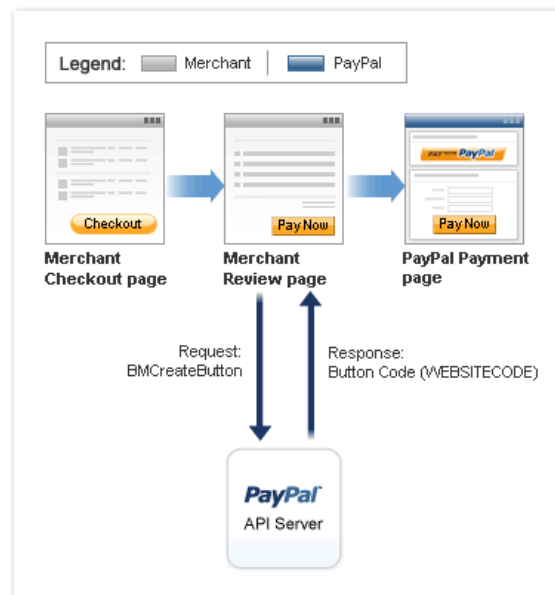 Legend: Merchant PayPal
Checkout
Pay Now
PayPal
Pay Now
Merchant
Checkout page
Merchant
Review page
PayPal Payment
page
Request:
BMCreateButton
Response:
Button Code (WEBSITECODE)
PayPal
API Server